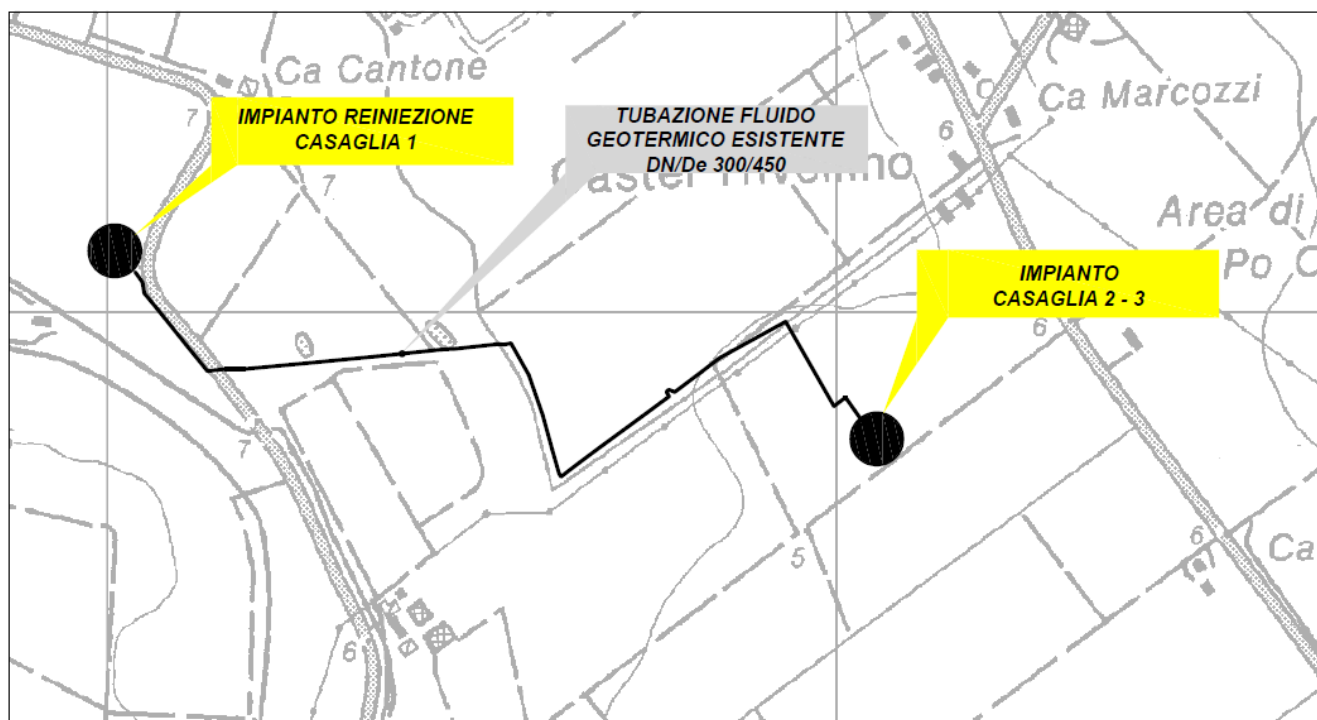 Ca Cantone
Ca Marcozzi
7
IMPIANTO REINIEZIONE
CASAGLIA 1
TUBAZIONE FLUIDO
GEOTERMICO ESISTENTE
DN/De 300/450
6
7
Area di
Po
IMPIANTO
CASAGLIA 2 - 3
6
7
5
6
Ca
6